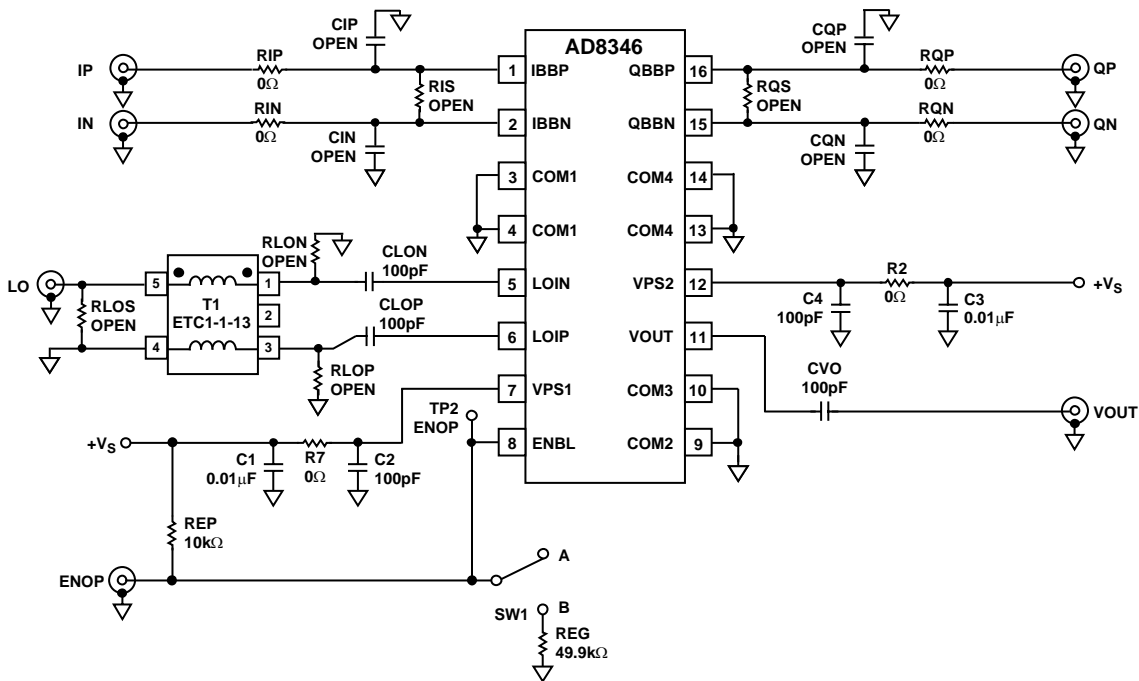 AD8346
CIP
OPEN
IP
RIP
0Ω
RIS
OPEN
IN
RIN
0Ω
CIN
OPEN
1 IBBP
2 IBBN
3 COM1
4 COM1
5 LOIN
6 LOIP
7 VPS1
8 ENBL
QBBP 16
QBBN 15
COM4 14
COM4 13
VPS2 12
VOUT 11
COM3 10
COM2 9
CQP
OPEN
RQP
0Ω
QP
RQS
OPEN
RQN
0Ω
QN
CQN
OPEN
RLON
OPEN
CLON
100pF
LO
RLOS
OPEN
5
1
T1
ETC1-1-13
2
4
3
CLOP
100pF
RLOP
OPEN
R2
0Ω
C4
100pF
C3
0.01μF
+VS
CVO
100pF
VOUT
TP2
ENOP
+VS
C1
0.01μF
R7
0Ω
C2
100pF
REP
10kΩ
ENOP
A
SW1
B
REG
49.9kΩ